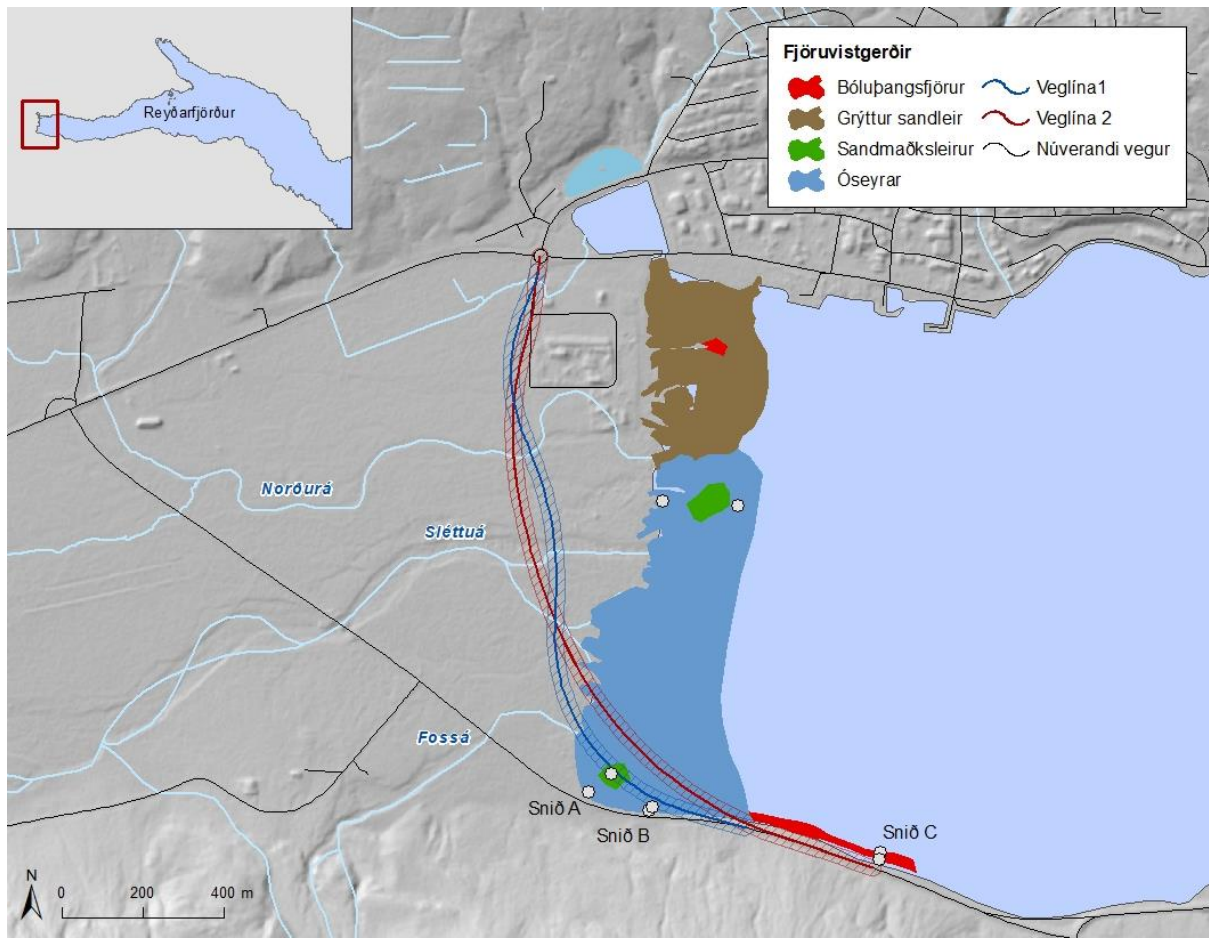 Reyðarfjörður
Fjöruvistgerðir
Bóluþangsfjörur
Grýttur sandleir
Sandmaðksleirur
Óseyrar
Veglína1
Veglína 2
Núverandi vegur
Norðurá
Sléttuá
Fossá
Snið A
Snið B
Snið C
N
0 200 400 m